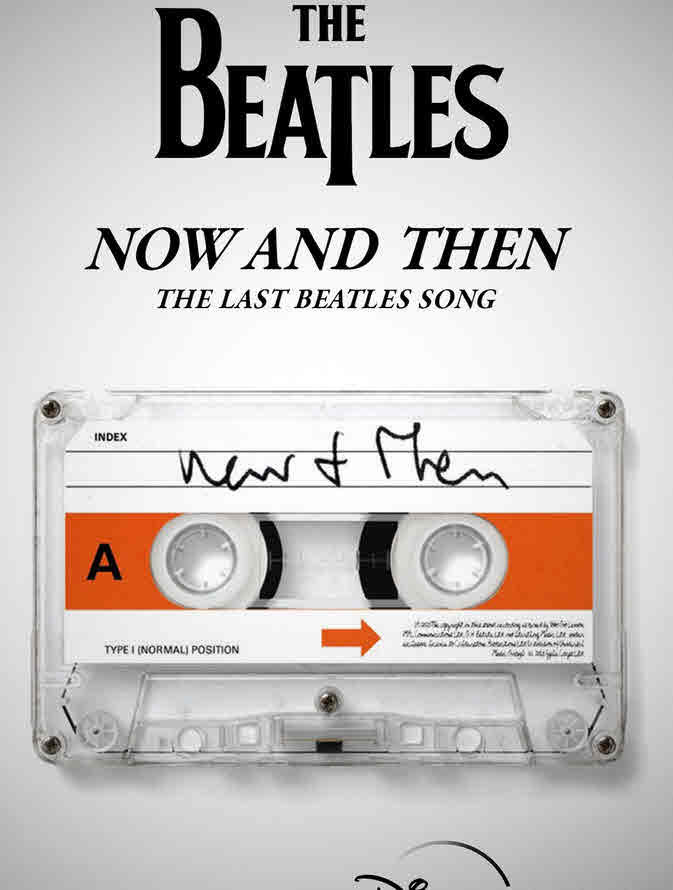 THE
BEATLES
NOW AND THEN
THE LAST BEATLES SONG
INDEX
Now & Then
A
TYPE I (NORMAL) POSITION